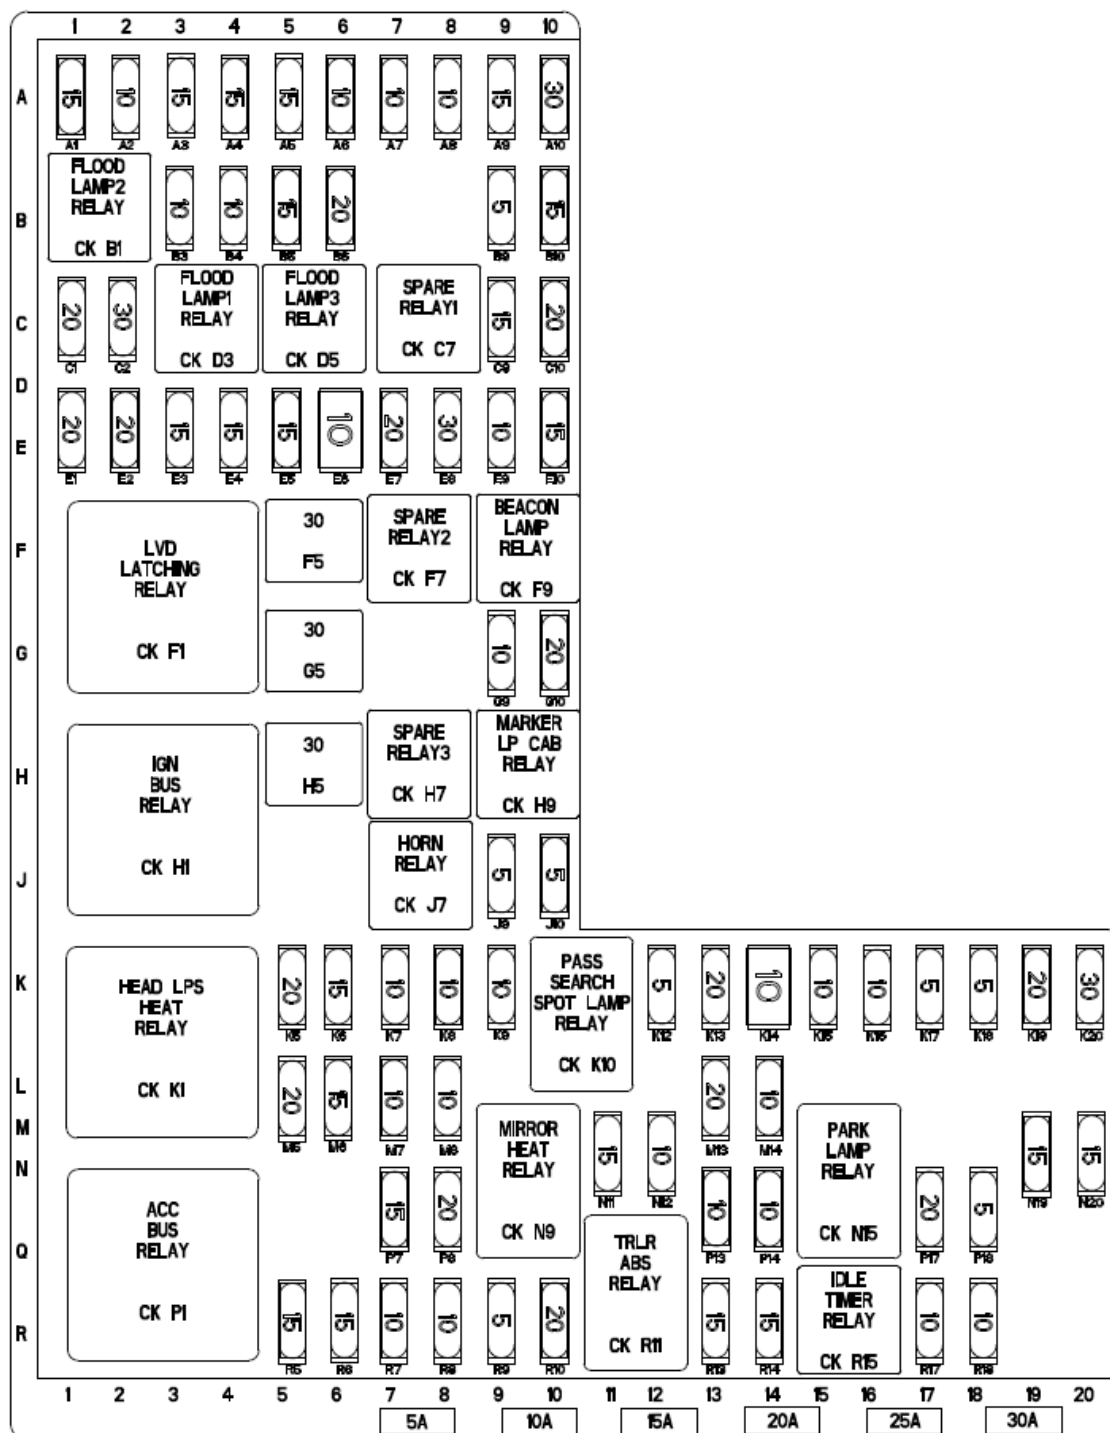 1 2 3 4 5 6 7 8 9 10
A
15 10 15 15 15 10 10 10 15 30
A1 A2 A3 A4 A5 A6 A7 A8 A9 A10
FLOOD
LAMP2
RELAY
CK B1
B
10 10 15 20 5 15
B3 B4 B5 B6 B9 B10
C
20 30
C1 C2
FLOOD
LAMP1
RELAY
CK D3
FLOOD
LAMP3
RELAY
CK D5
SPARE
RELAY1
CK C7
15 20
C9 C10
D
E
20 20 15 15 15 10 20 30 10 15
E1 E2 E3 E4 E5 E6 E7 E8 E9 E10
F
LVD
LATCHING
RELAY
CK F1
30
F5
SPARE
RELAY2
CK F7
BEACON
LAMP
RELAY
CK F9
G
30
G5
10 20
G9 G10
H
IGN
BUS
RELAY
CK H1
30
H5
SPARE
RELAY3
CK H7
MARKER
LP CAB
RELAY
CK H9
J
HORN
RELAY
CK J7
5 5
J9 J10
K
HEAD LPS
HEAT
RELAY
CK K1
20 15 10 10 10
K5 K6 K7 K8 K9
PASS
SEARCH
SPOT LAMP
RELAY
CK K10
5 20 10 10 10 5 5 20 30
K12 K13 K14 K15 K16 K17 K18 K19 K20
L
M
20 15 10 10
M5 M6 M7 M8
MIRROR
HEAT
RELAY
CK N9
15 10
N11 N12
20 10
M13 M14
PARK
LAMP
RELAY
CK N15
15 15
N19 N20
N
ACC
BUS
RELAY
CK P1
15 20
P7 P8
TRLR
ABS
RELAY
CK R11
10 10
P13 P14
20 5
P17 P18
Q
R
15 15 10 10 5 20
R5 R6 R7 R8 R9 R10
15 15
R13 R14
IDLE
TIMER
RELAY
CK R15
10 10
R17 R18
1 2 3 4 5 6 7 8 9 10 11 12 13 14 15 16 17 18 19 20
5A 10A 15A 20A 25A 30A